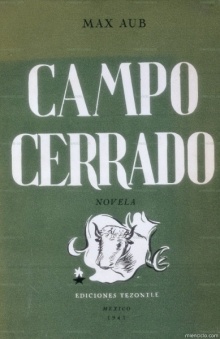 MAX AUB
CAMPO
CERRADO
NOVELA
EDICIONES TEZONTLE
MEXICO